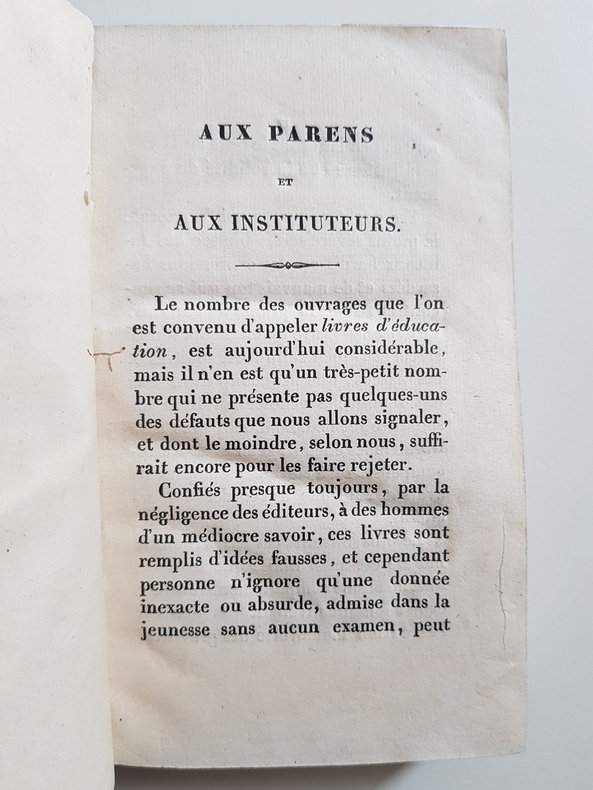 AUX PARENS
ET
AUX INSTITUTEURS.
Le nombre des ouvrages que l'on
est convenu d'appeler livres d'éduca-
tion, est aujourd'hui considérable,
mais il n'en est qu'un très-petit nom-
bre qui ne présente pas quelques-uns
des défauts que nous allons signaler,
et dont le moindre, selon nous, suffi-
rait encore pour les faire rejeter.
Confiés presque toujours, par la
négligence des éditeurs, à des hommes
d'un médiocre savoir, ces livres sont
remplis d'idées fausses, et cependant
personne n'ignore qu'une donnée
inexacte ou absurde, admise dans la
jeunesse sans aucun examen, peut